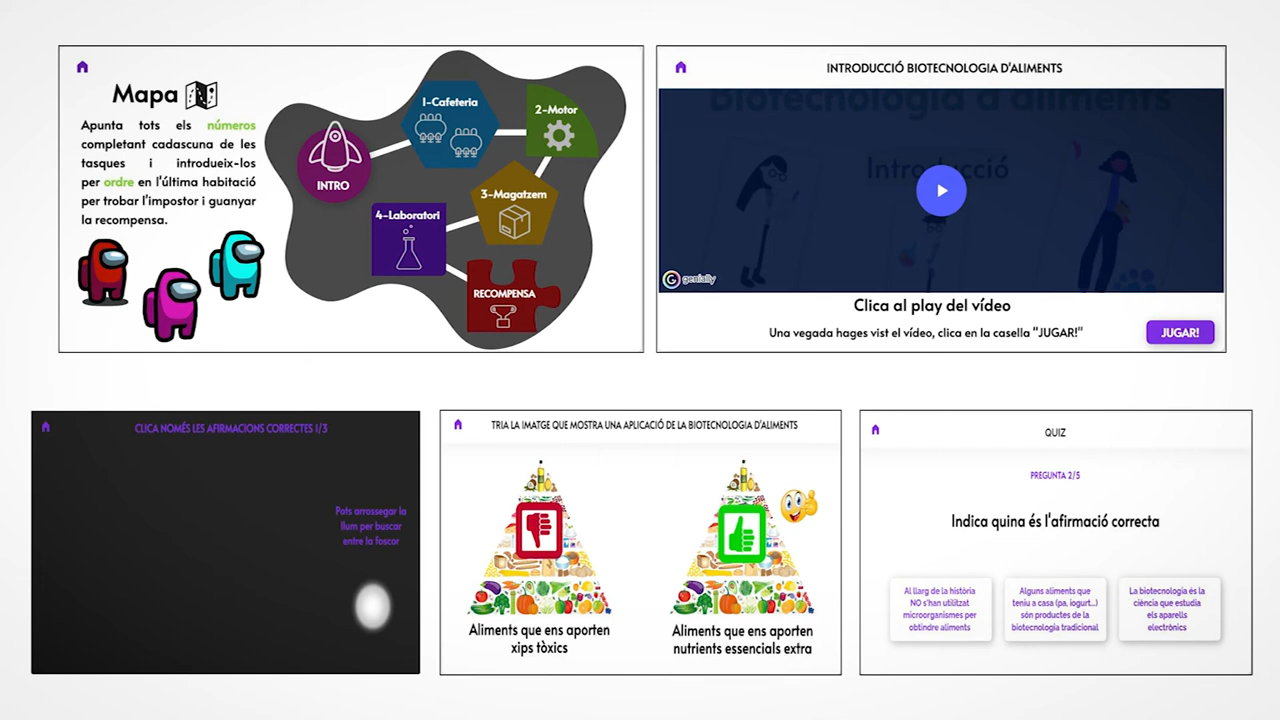 Mapa
Apunta tots els números
completant cadascuna de les
tasques i introdueix-los
per ordre en l'última habitació
per trobar l'impostor i guanyar
la recompensa.
INTRO
1-Cafeteria
2-Motor
3-Magatzem
4-Laboratori
RECOMPENSA
INTRODUCCIÓ BIOTECNOLOGIA D'ALIMENTS
Biotecnologia d'aliments
Introducció
genially
Clica al play del vídeo
Una vegada hages vist el vídeo, clica en la casella "JUGAR!"
JUGAR!
CLICA NOMÉS LES AFIRMACIONS CORRECTES 1/3
Pots arrossegar la
llum per buscar
entre la foscor
TRIA LA IMATGE QUE MOSTRA UNA APLICACIÓ DE LA BIOTECNOLOGIA D'ALIMENTS
Aliments que ens aporten
xips tòxics
Aliments que ens aporten
nutrients essencials extra
QUIZ
PREGUNTA 2/5
Indica quina és l'afirmació correcta
Al llarg de la història
NO s'han utilitzat
microorganismes per
obtindre aliments
Alguns aliments que
teniu a casa (pa, iogurt...)
són productes de la
biotecnologia tradicional
La biotecnologia és la
ciència que estudia
els aparells
electrònics